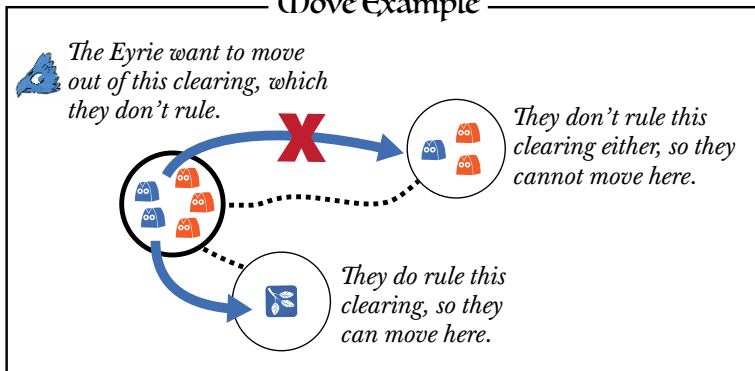 Move Example
The Eyrie want to move
out of this clearing, which
they don't rule.
They don't rule this
clearing either, so they
cannot move here.
They do rule this
clearing, so they
can move here.